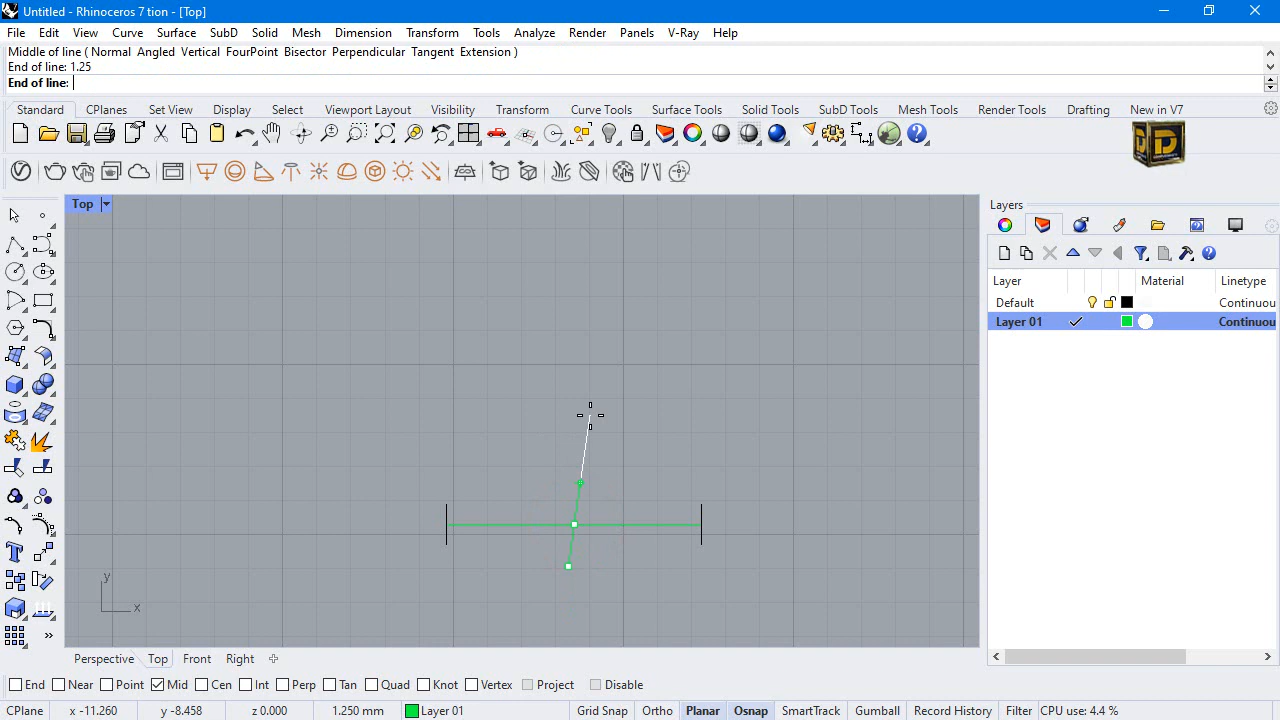 Untitled - Rhinoceros 7 tion - [Top]
File Edit View Curve Surface SubD Solid Mesh Dimension Transform Tools Analyze Render Panels V-Ray Help
Middle of line ( Normal Angled Vertical FourPoint Bisector Perpendicular Tangent Extension )
End of line: 1.25
End of line:
Standard CPlanes Set View Display Select Viewport Layout Visibility Transform Curve Tools Surface Tools Solid Tools SubD Tools Mesh Tools Render Tools Drafting New in V7
Top
Layers
Layer Material Linetype
Default Continuou
Layer 01 Continuou
y
x
Perspective Top Front Right
End Near Point Mid Cen Int Perp Tan Quad Knot Vertex Project Disable
CPlane x -11.260 y -8.458 z 0.000 1.250 mm Layer 01 Grid Snap Ortho Planar Osnap SmartTrack Gumball Record History Filter CPU use: 4.4 %